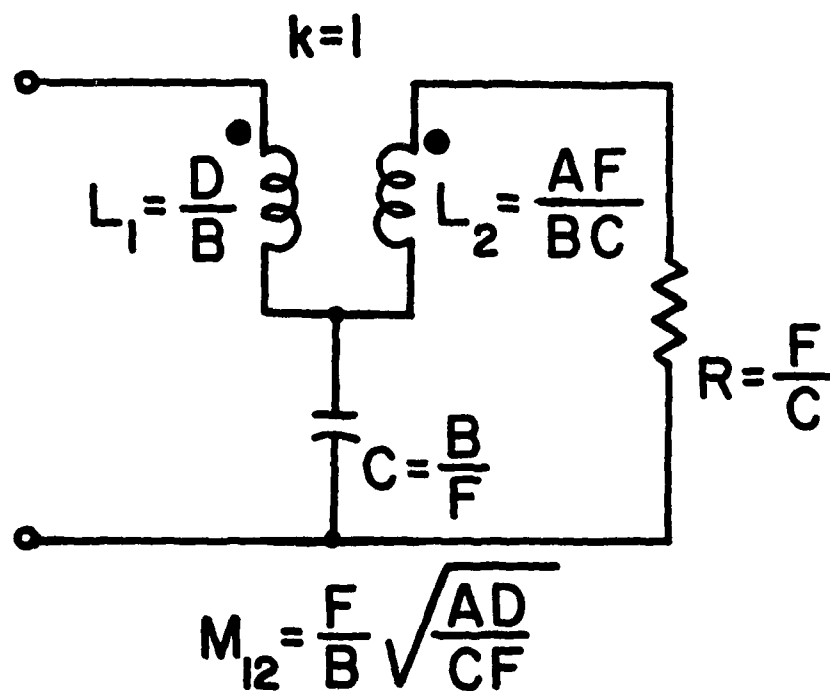 k=1
L₁ = D/B
L₂ = AF/BC
R = F/C
C = B/F
M₁₂ = F/B √(AD/CF)